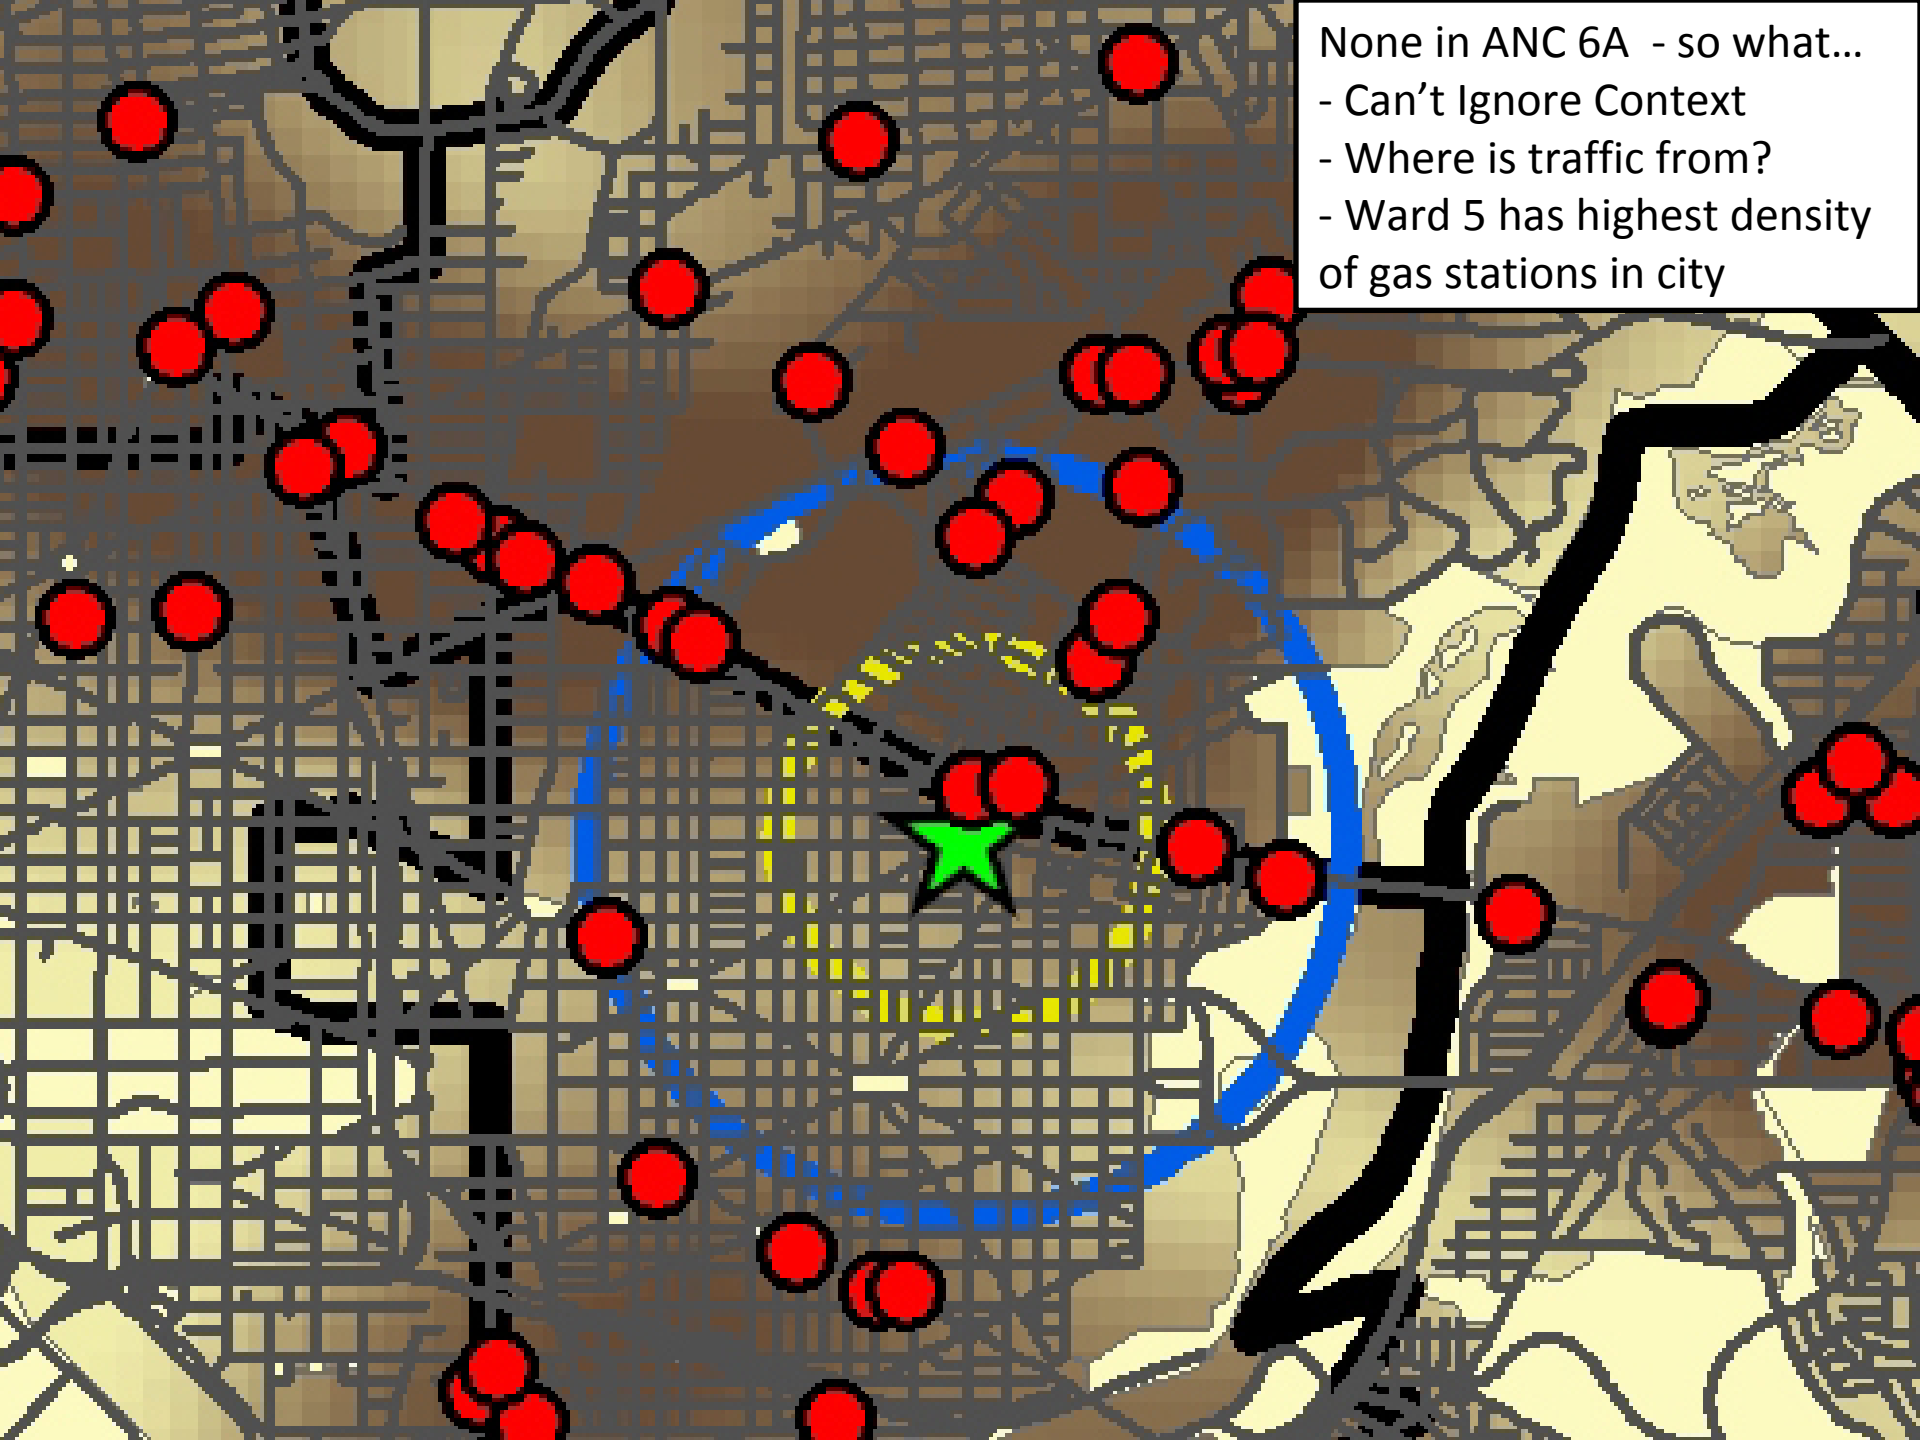 None in ANC 6A  - so what…
- Can’t Ignore Context
- Where is traffic from?
- Ward 5 has highest density
of gas stations in city